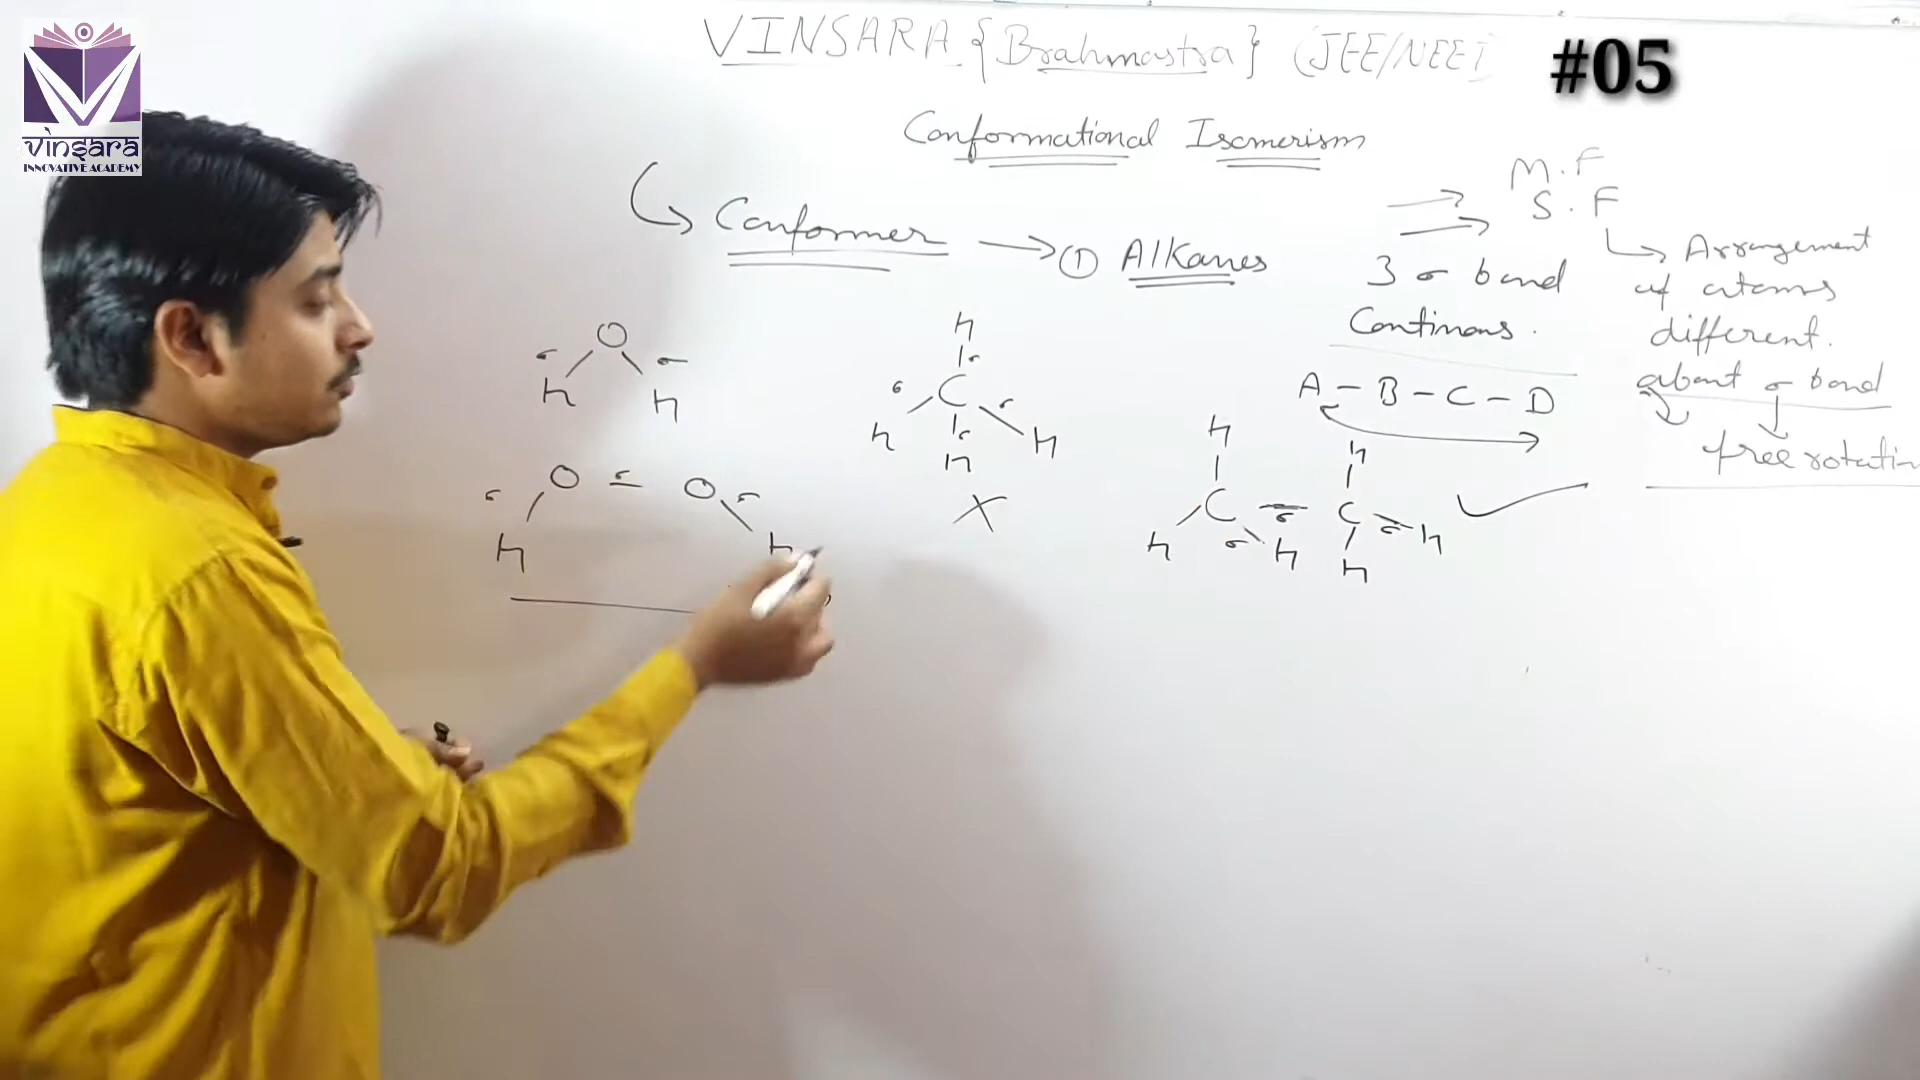 vinsara
INNOVATIVE ACADEMY
VINSARA {Brahmastra} (JEE/NEET
#05
Conformational Isomerism
Conformer → ① Alkanes
M.F
S.F
↳ Arrangement
of atoms
different.
about σ bond
free rotation
3 σ bond
Continous.
A - B - C - D
O
σ σ
H H
H
σ
σ C σ
H σ H
H
X
σ O σ O σ
H H
H H
C σ C σ H
H σ H H
✓